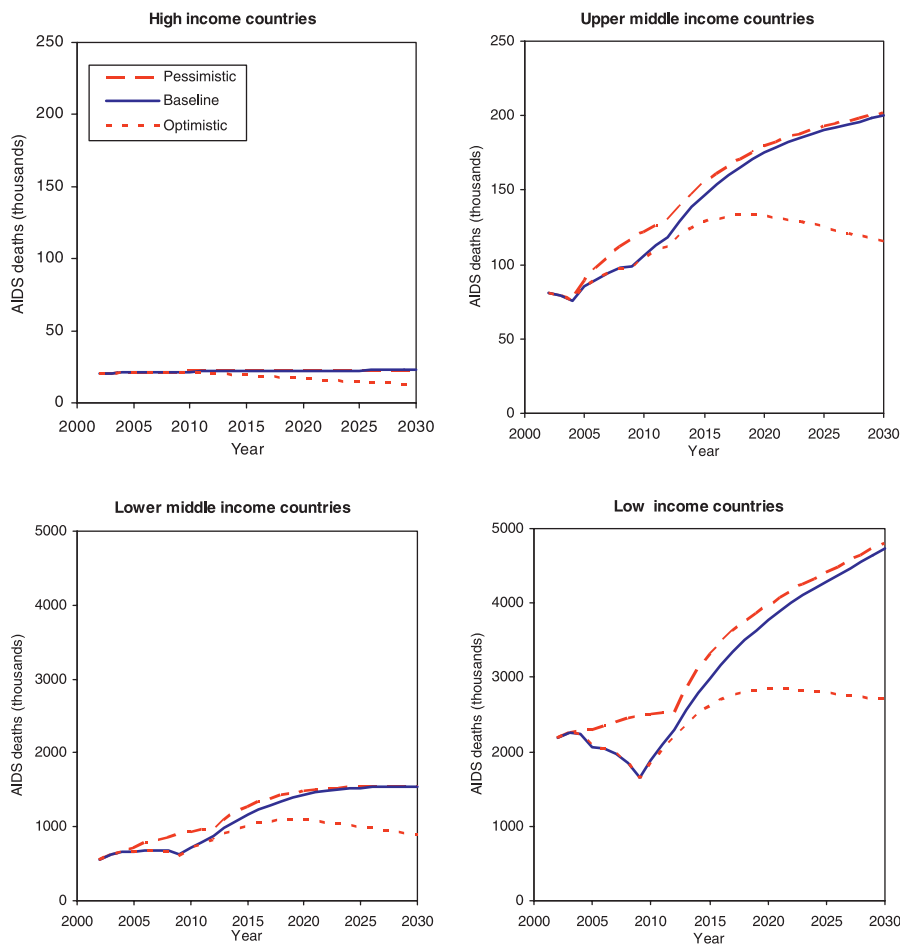 High income countries
250
200
150
100
50
0
AIDS deaths (thousands)
Pessimistic
Baseline
Optimistic
2000 2005 2010 2015 2020 2025 2030
Year
Upper middle income countries
250
200
150
100
50
0
AIDS deaths (thousands)
2000 2005 2010 2015 2020 2025 2030
Year
Lower middle income countries
5000
4000
3000
2000
1000
0
AIDS deaths (thousands)
2000 2005 2010 2015 2020 2025 2030
Year
Low income countries
5000
4000
3000
2000
1000
0
AIDS deaths (thousands)
2000 2005 2010 2015 2020 2025 2030
Year